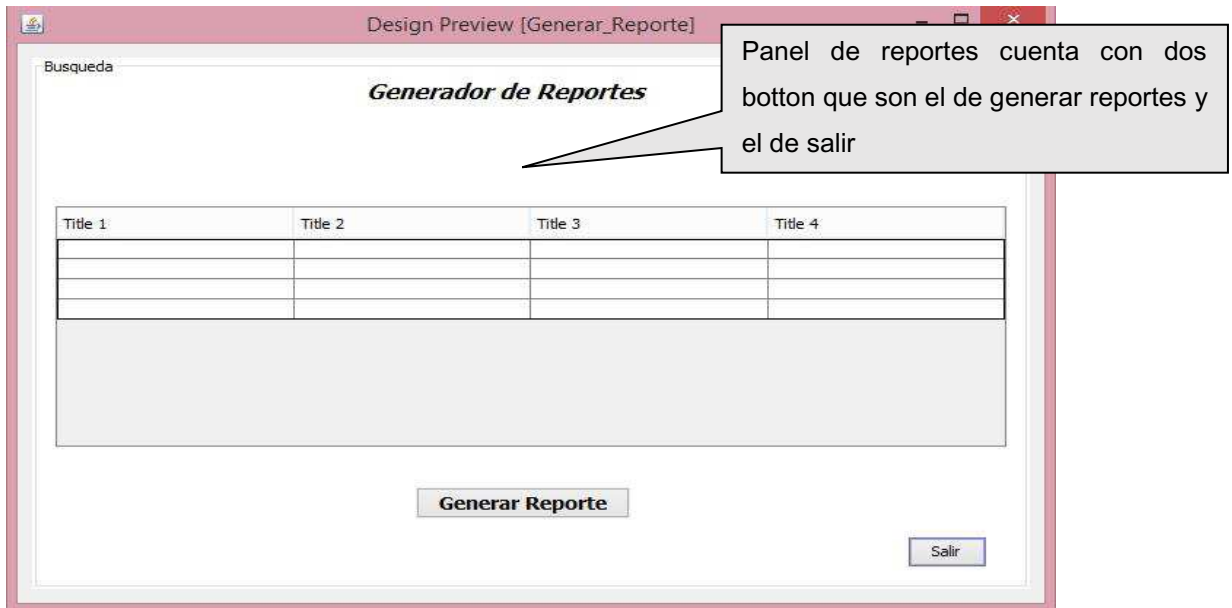 Design Preview [Generar_Reporte]
Panel de reportes cuenta con dos
botton que son el de generar reportes y
el de salir
Busqueda
Generador de Reportes
Title 1 Title 2 Title 3 Title 4
Generar Reporte
Salir